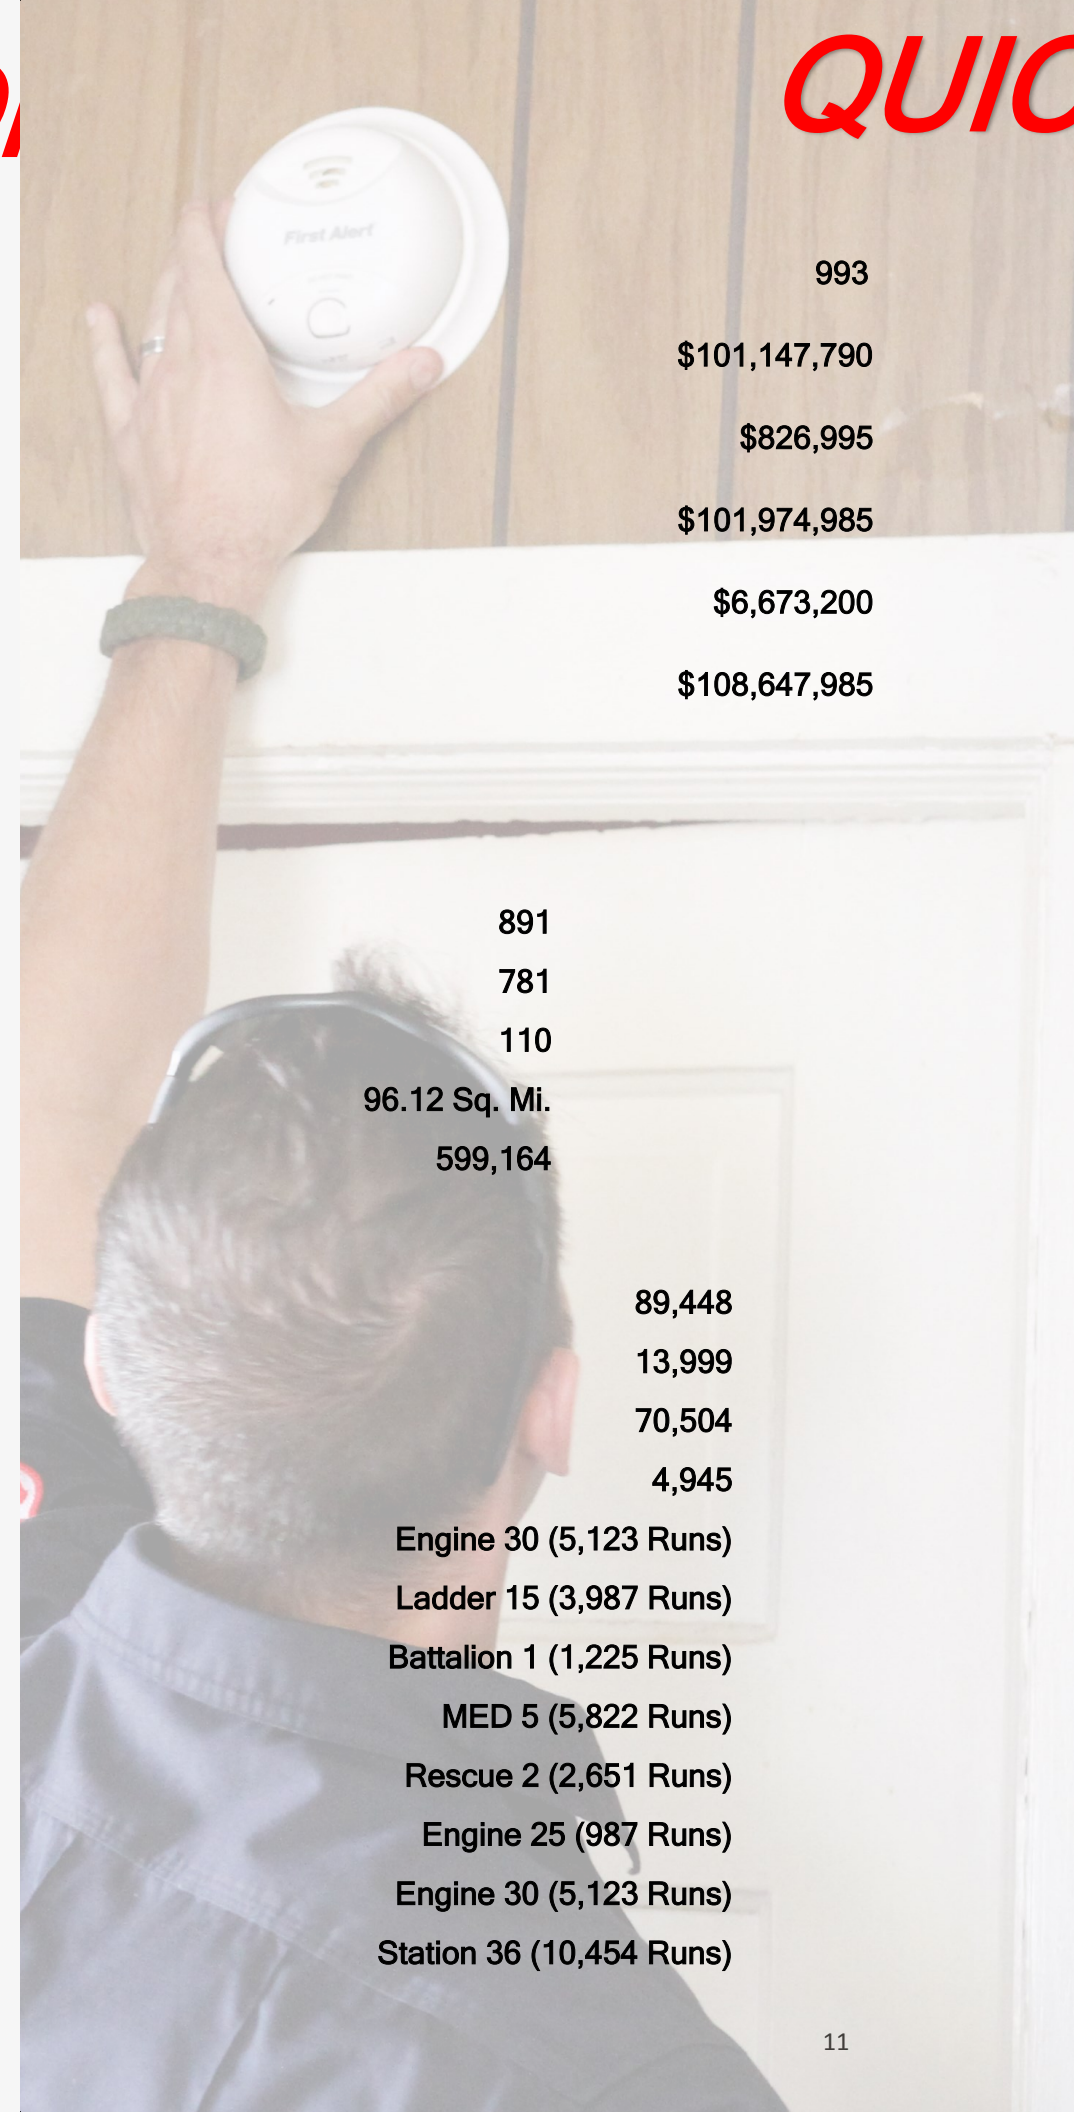 QUIC
First Alert
993
$101,147,790
$826,995
$101,974,985
$6,673,200
$108,647,985
891
781
110
96.12 Sq. Mi.
599,164
89,448
13,999
70,504
4,945
Engine 30 (5,123 Runs)
Ladder 15 (3,987 Runs)
Battalion 1 (1,225 Runs)
MED 5 (5,822 Runs)
Rescue 2 (2,651 Runs)
Engine 25 (987 Runs)
Engine 30 (5,123 Runs)
Station 36 (10,454 Runs)
11